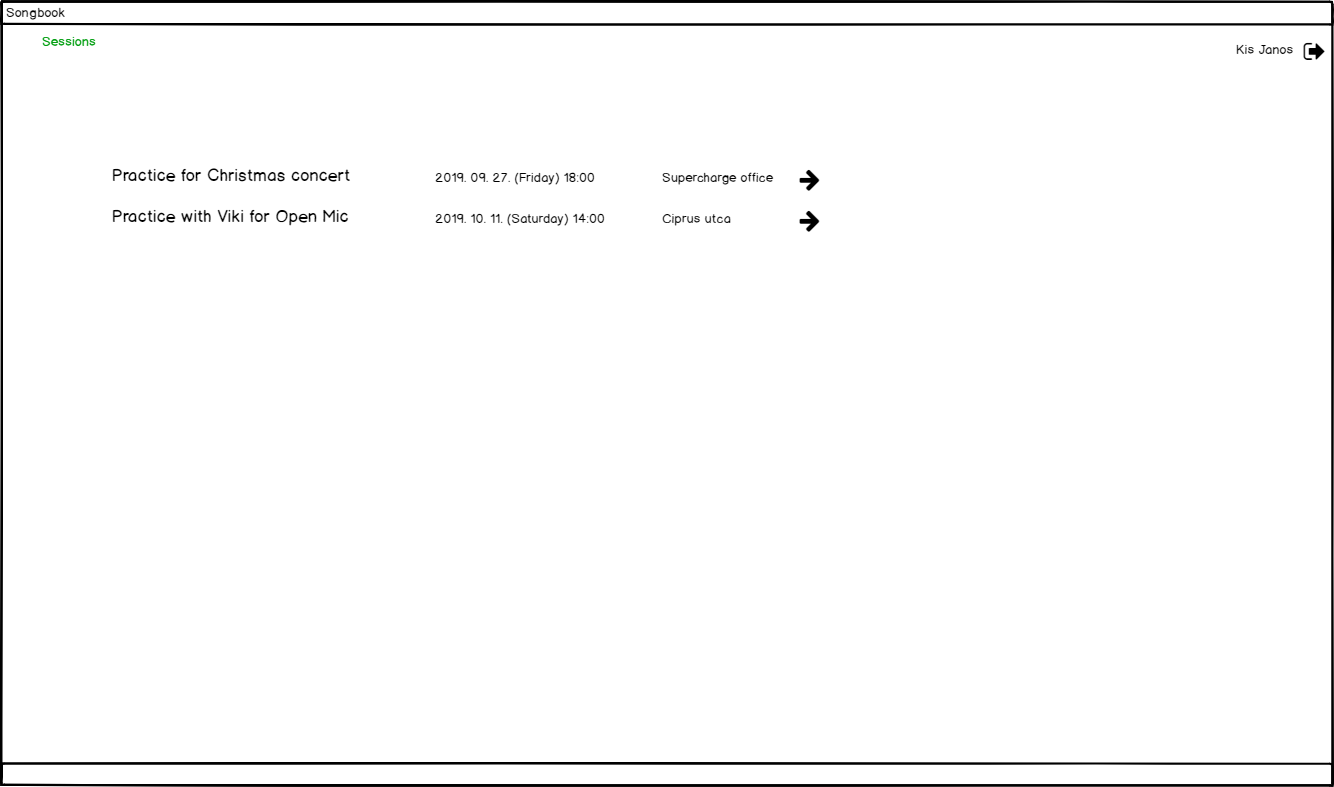 Songbook
Sessions
Kis Janos
Practice for Christmas concert 2019. 09. 27. (Friday) 18:00 Supercharge office
Practice with Viki for Open Mic 2019. 10. 11. (Saturday) 14:00 Ciprus utca